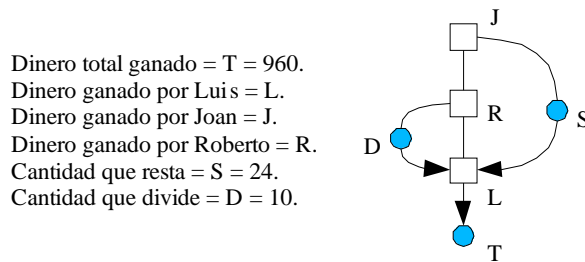 Dinero total ganado = T = 960.
Dinero ganado por Luis = L.
Dinero ganado por Joan = J.
Dinero ganado por Roberto = R.
Cantidad que resta = S = 24.
Cantidad que divide = D = 10.
J
S
R
D
L
T